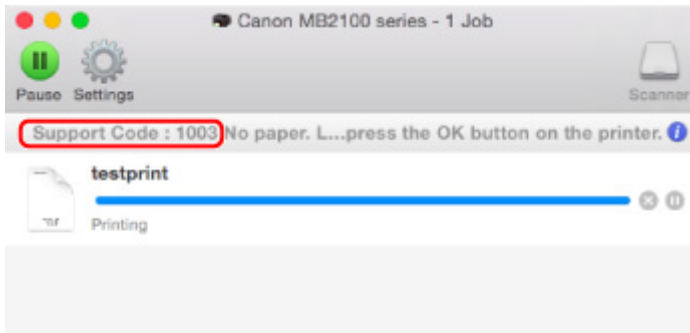 Canon MB2100 series - 1 Job
Pause Settings
Scanner
Support Code : 1003 No paper. L...press the OK button on the printer.
testprint
Printing